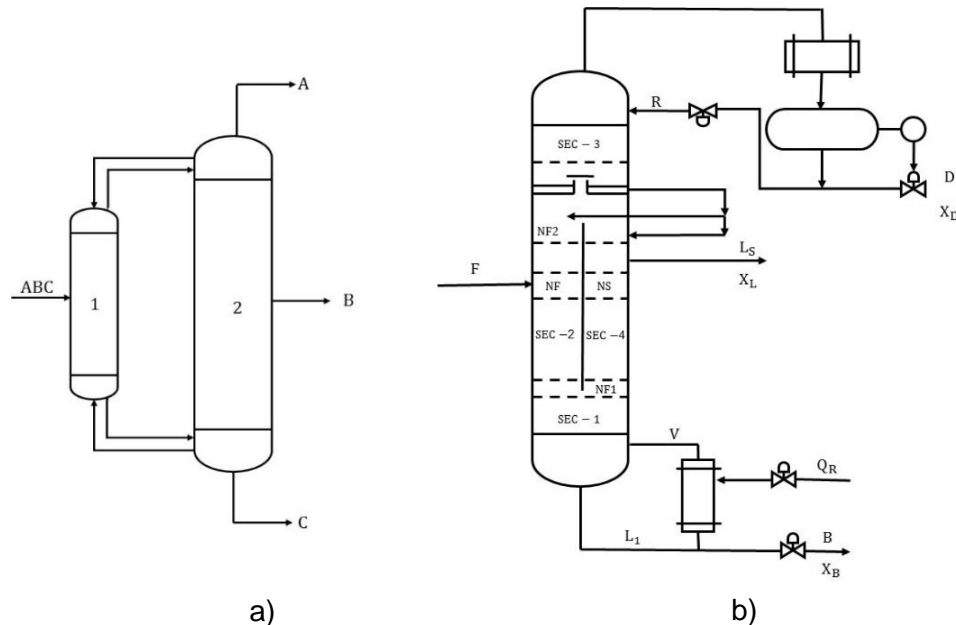 A
ABC
1
2
B
C
a)
R
SEC – 3
D
X_D
NF2
L_S
X_L
F
NF
NS
SEC –2
SEC –4
NF1
SEC – 1
V
Q_R
L_1
B
X_B
b)